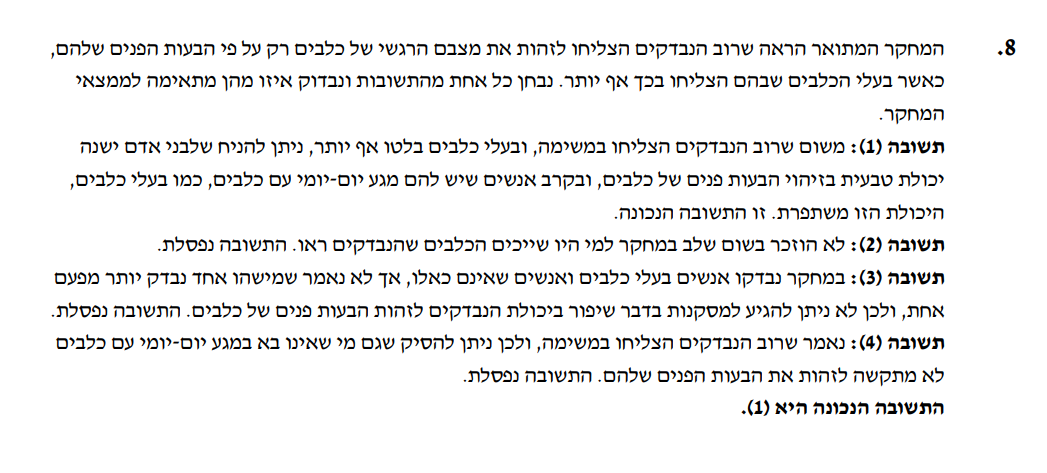 8. המחקר המתואר הראה שרוב הנבדקים הצליחו לזהות את מצבם הרגשי של כלבים רק על פי הבעות הפנים שלהם,
כאשר בעלי הכלבים שבהם הצליחו בכך אף יותר. נבחן כל אחת מהתשובות ונבדוק איזו מהן מתאימה לממצאי
המחקר.
תשובה (1): משום שרוב הנבדקים הצליחו במשימה, ובעלי כלבים בלטו אף יותר, ניתן להניח שלבני אדם ישנה
יכולת טבעית בזיהוי הבעות פנים של כלבים, ובקרב אנשים שיש להם מגע יום-יומי עם כלבים, כמו בעלי כלבים,
היכולת הזו משתפרת. זו התשובה הנכונה.
תשובה (2): לא הוזכר בשום שלב במחקר למי היו שייכים הכלבים שהנבדקים ראו. התשובה נפסלת.
תשובה (3): במחקר נבדקו אנשים בעלי כלבים ואנשים שאינם כאלו, אך לא נאמר שמישהו אחד נבדק יותר מפעם
אחת, ולכן לא ניתן להגיע למסקנות בדבר שיפור ביכולת הנבדקים לזהות הבעות פנים של כלבים. התשובה נפסלת.
תשובה (4): נאמר שרוב הנבדקים הצליחו במשימה, ולכן ניתן להסיק שגם מי שאינו בא במגע יום-יומי עם כלבים
לא מתקשה לזהות את הבעות הפנים שלהם. התשובה נפסלת.
התשובה הנכונה היא (1).